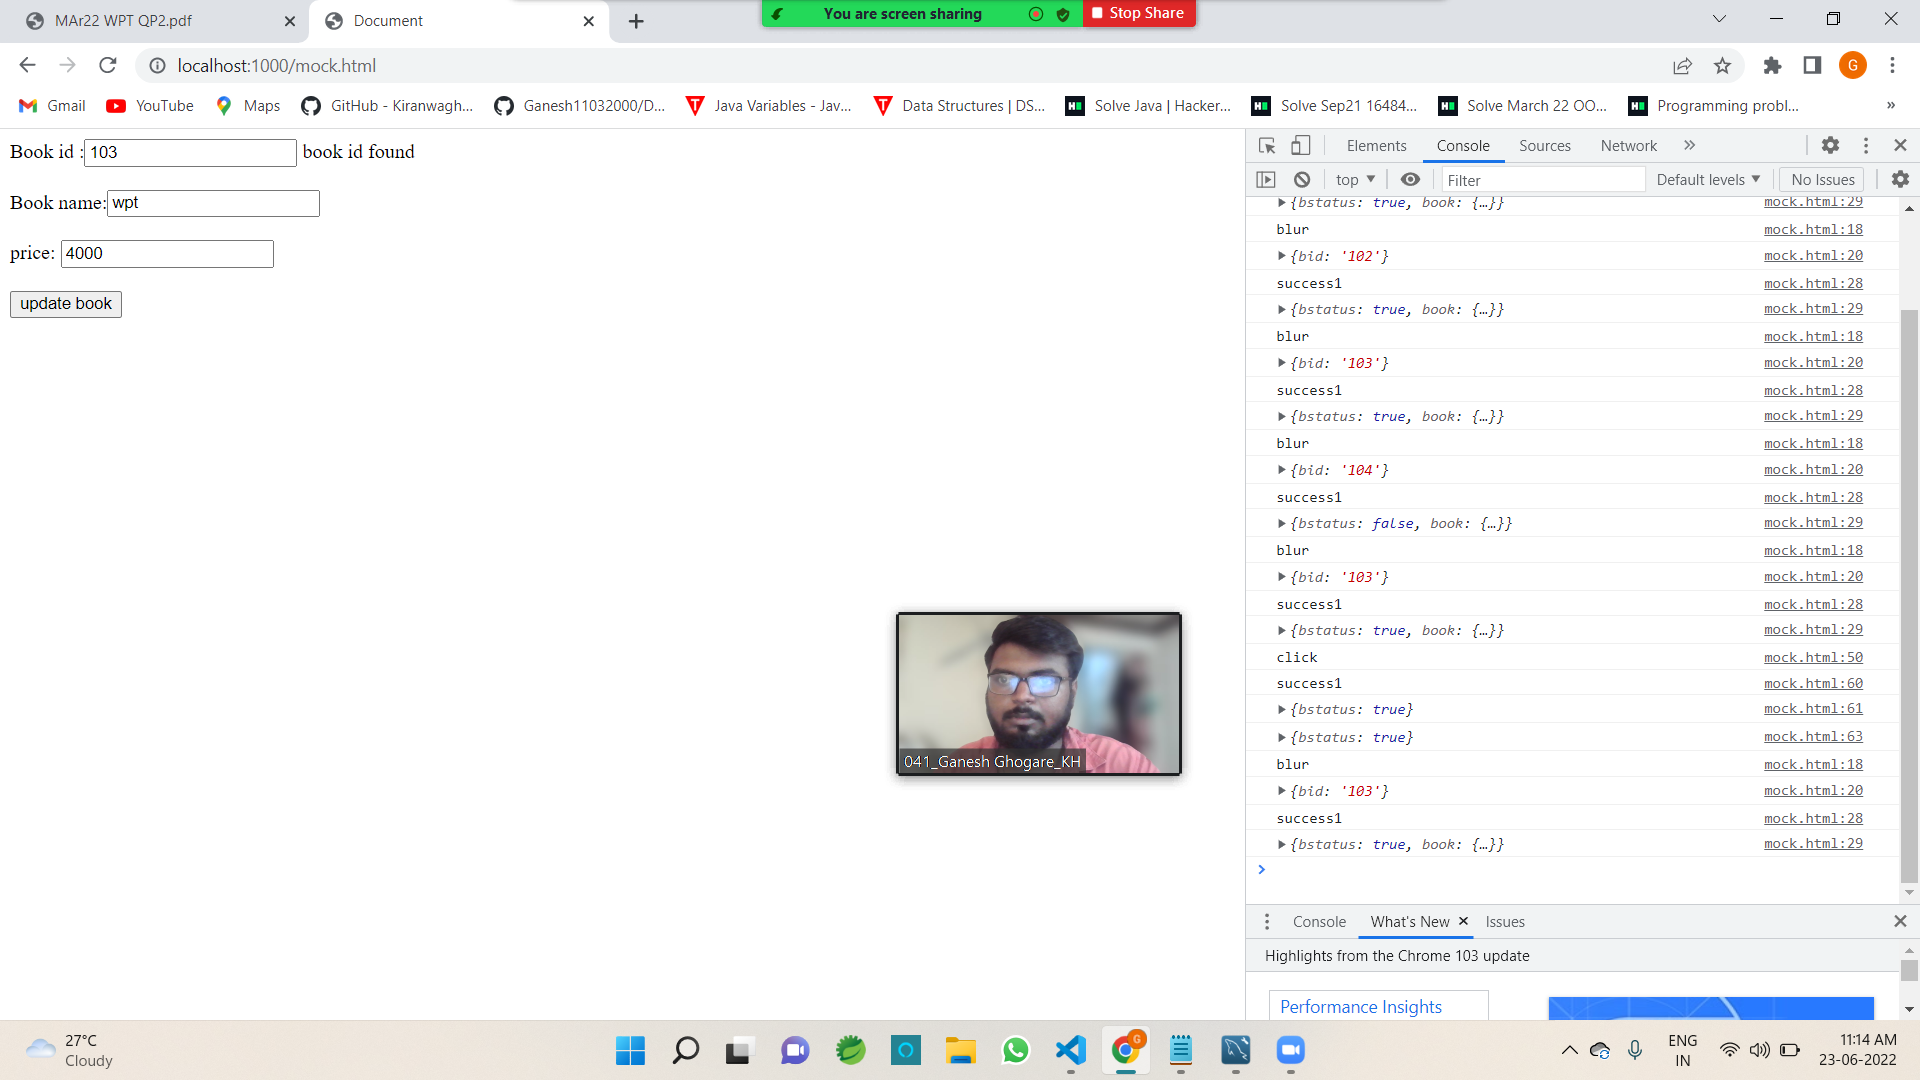 MAr22 WPT QP2.pdf
Document
You are screen sharing
Stop Share
localhost:1000/mock.html
G
Gmail
YouTube
Maps
GitHub - Kiranwagh...
Ganesh11032000/D...
Java Variables - Jav...
Data Structures | DS...
Solve Java | Hacker...
Solve Sep21 16484...
Solve March 22 OO...
Programming probl...
»
Book id :103 book id found
Book name:wpt
price: 4000
update book
Elements Console Sources Network »
top Filter Default levels No Issues
{bstatus: true, book: {…}} mock.html:29
blur mock.html:18
{bid: '102'} mock.html:20
success1 mock.html:28
{bstatus: true, book: {…}} mock.html:29
blur mock.html:18
{bid: '103'} mock.html:20
success1 mock.html:28
{bstatus: true, book: {…}} mock.html:29
blur mock.html:18
{bid: '104'} mock.html:20
success1 mock.html:28
{bstatus: false, book: {…}} mock.html:29
blur mock.html:18
{bid: '103'} mock.html:20
success1 mock.html:28
{bstatus: true, book: {…}} mock.html:29
click mock.html:50
success1 mock.html:60
{bstatus: true} mock.html:61
{bstatus: true} mock.html:63
blur mock.html:18
{bid: '103'} mock.html:20
success1 mock.html:28
{bstatus: true, book: {…}} mock.html:29
041_Ganesh Ghogare_KH
Console What's New Issues
Highlights from the Chrome 103 update
Performance Insights
27°C
Cloudy
G
ENG
IN
11:14 AM
23-06-2022